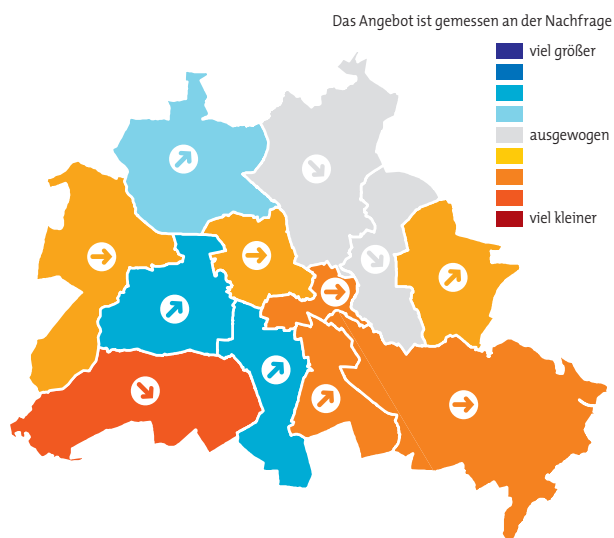 Das Angebot ist gemessen an der Nachfrage
viel größer
ausgewogen
viel kleiner